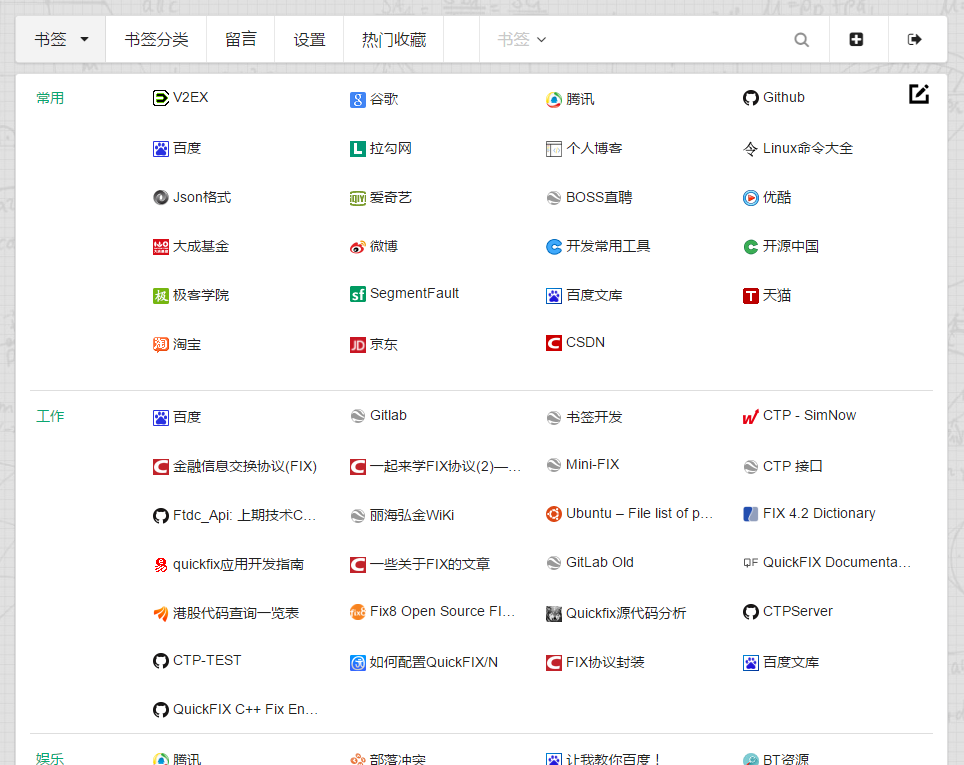 书签 书签分类 留言 设置 热门收藏 书签
常用 V2EX 谷歌 腾讯 Github
百度 拉勾网 个人博客 Linux命令大全
Json格式 爱奇艺 BOSS直聘 优酷
大成基金 微博 开发常用工具 开源中国
极客学院 SegmentFault 百度文库 天猫
淘宝 京东 CSDN
工作 百度 Gitlab 书签开发 CTP - SimNow
金融信息交换协议(FIX) 一起来学FIX协议(2)—... Mini-FIX CTP 接口
Ftdc_Api: 上期技术C... 丽海弘金WiKi Ubuntu – File list of p... FIX 4.2 Dictionary
quickfix应用开发指南 一些关于FIX的文章 GitLab Old QuickFIX Documenta...
港股代码查询一览表 Fix8 Open Source FI... Quickfix源代码分析 CTPServer
CTP-TEST 如何配置QuickFIX/N FIX协议封装 百度文库
QuickFIX C++ Fix En...
娱乐 腾讯 部落冲突 让我教你百度! BT资源